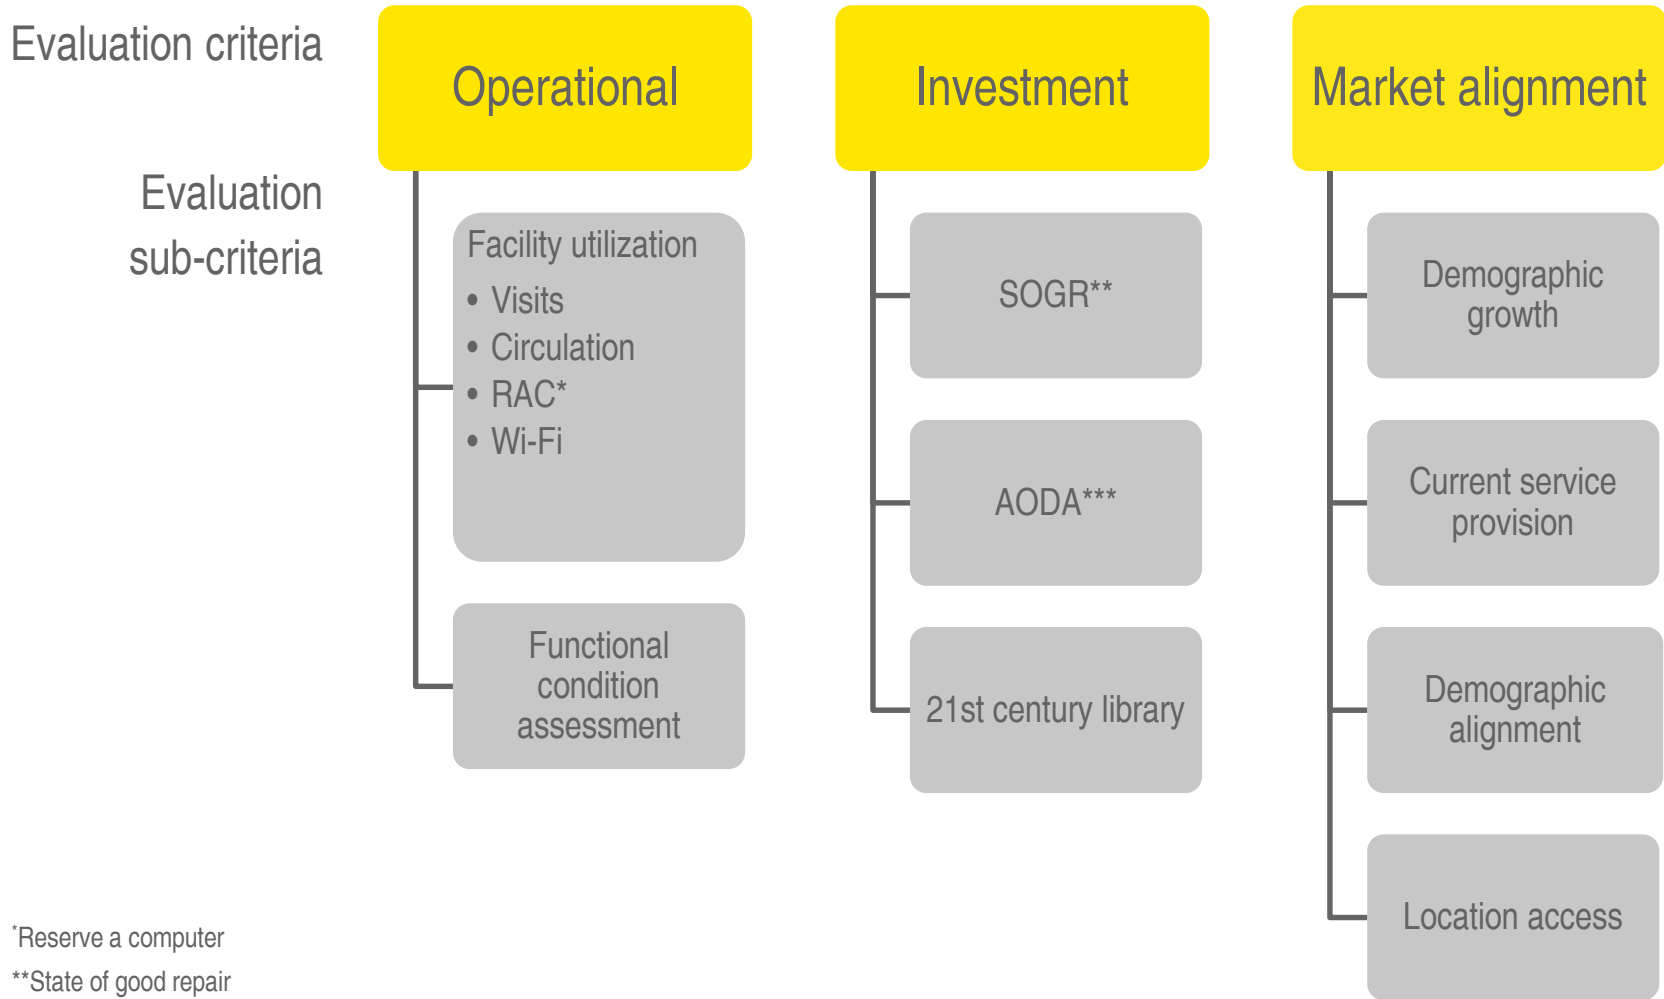 Evaluation criteria
Operational
Investment
Market alignment
Evaluation
sub-criteria
Facility utilization
• Visits
• Circulation
• RAC*
• Wi-Fi
Functional
condition
assessment
SOGR**
AODA***
21st century library
Demographic
growth
Current service
provision
Demographic
alignment
Location access
*Reserve a computer
**State of good repair